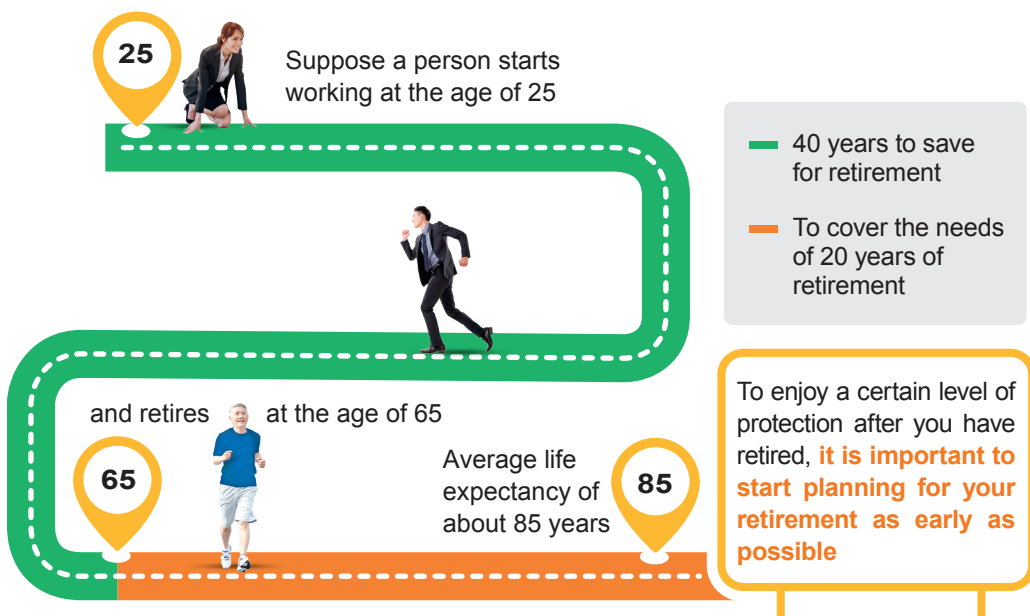 25
Suppose a person starts
working at the age of 25
40 years to save
for retirement
To cover the needs
of 20 years of
retirement
and retires at the age of 65
65
Average life
expectancy of
about 85 years
85
To enjoy a certain level of
protection after you have
retired, it is important to
start planning for your
retirement as early as
possible